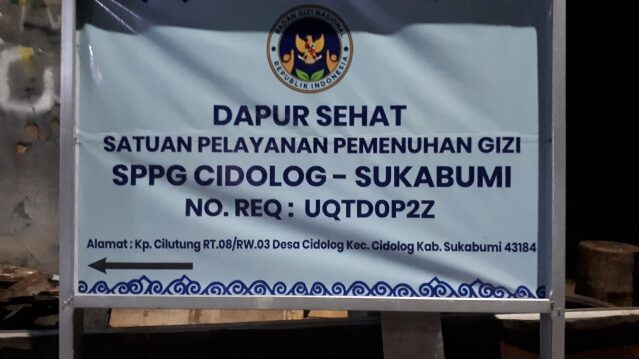 BADAN GIZI NASIONAL
REPUBLIK INDONESIA
DAPUR SEHAT
SATUAN PELAYANAN PEMENUHAN GIZI
SPPG CIDOLOG - SUKABUMI
NO. REQ : UQTD0P2Z
Alamat : Kp. Cilutung RT.08/RW.03 Desa Cidolog Kec. Cidolog Kab. Sukabumi 43184